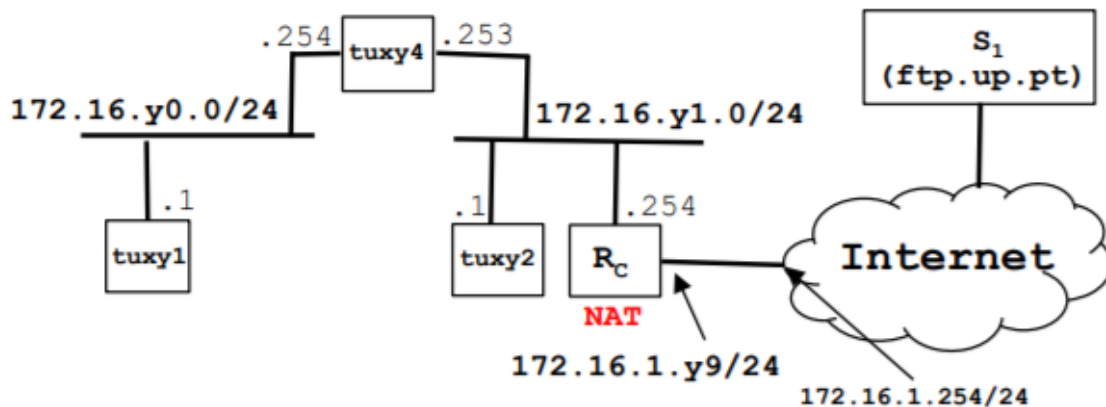 .254
tuxy4
.253
S1
(ftp.up.pt)
172.16.y0.0/24
172.16.y1.0/24
.1
tuxy1
.1
tuxy2
.254
RC
NAT
Internet
172.16.1.y9/24
172.16.1.254/24